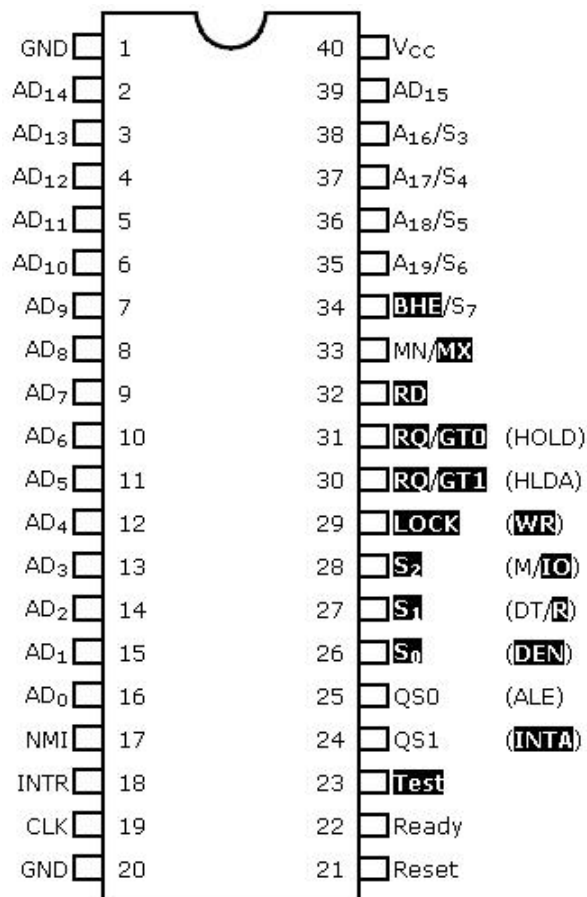 GND 1 40 VCC
AD14 2 39 AD15
AD13 3 38 A16/S3
AD12 4 37 A17/S4
AD11 5 36 A18/S5
AD10 6 35 A19/S6
AD9 7 34 BHE/S7
AD8 8 33 MN/MX
AD7 9 32 RD
AD6 10 31 RQ/GT0 (HOLD)
AD5 11 30 RQ/GT1 (HLDA)
AD4 12 29 LOCK (WR)
AD3 13 28 S2 (M/IO)
AD2 14 27 S1 (DT/R)
AD1 15 26 S0 (DEN)
AD0 16 25 QS0 (ALE)
NMI 17 24 QS1 (INTA)
INTR 18 23 Test
CLK 19 22 Ready
GND 20 21 Reset